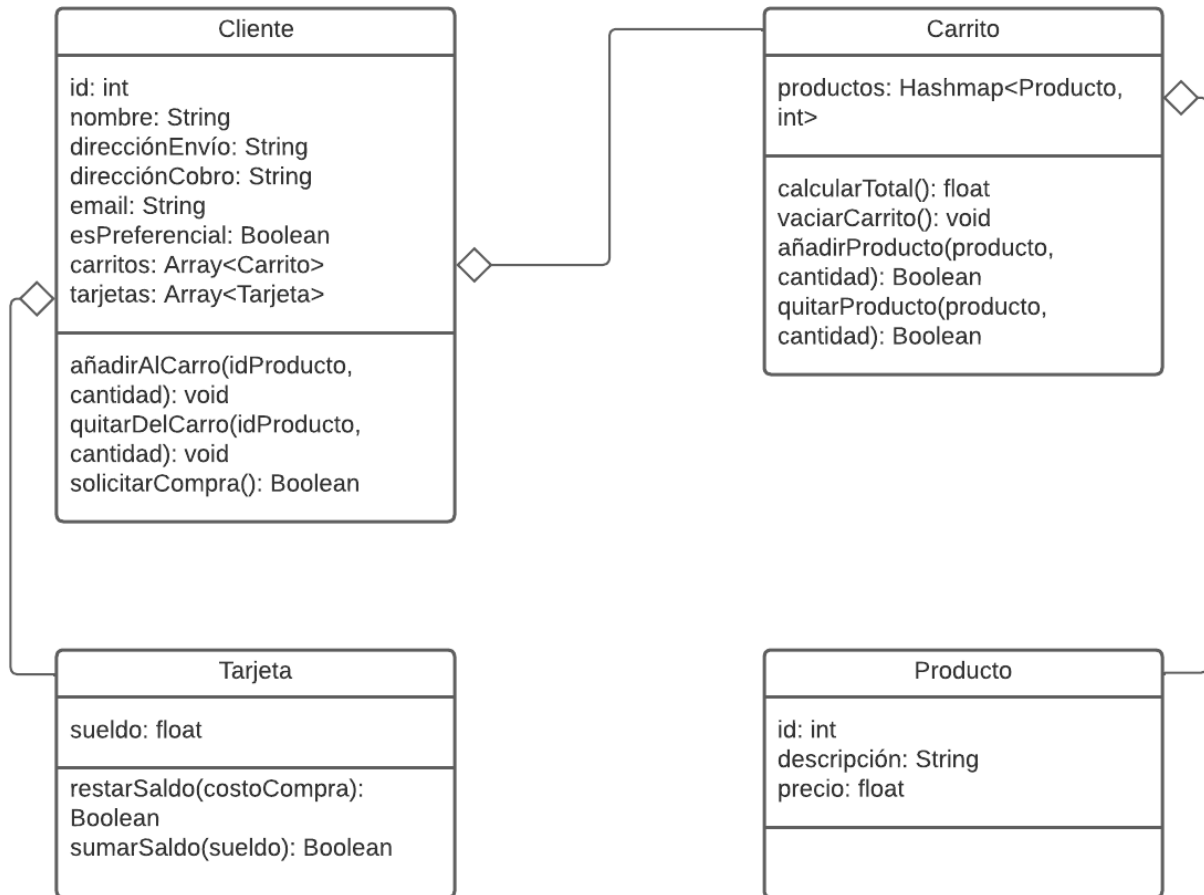 Cliente
id: int
nombre: String
direcciónEnvío: String
direcciónCobro: String
email: String
esPreferencial: Boolean
carritos: Array<Carrito>
tarjetas: Array<Tarjeta>
añadirAlCarro(idProducto,
cantidad): void
quitarDelCarro(idProducto,
cantidad): void
solicitarCompra(): Boolean
Carrito
productos: Hashmap<Producto,
int>
calcularTotal(): float
vaciarCarrito(): void
añadirProducto(producto,
cantidad): Boolean
quitarProducto(producto,
cantidad): Boolean
Tarjeta
sueldo: float
restarSaldo(costoCompra):
Boolean
sumarSaldo(sueldo): Boolean
Producto
id: int
descripción: String
precio: float